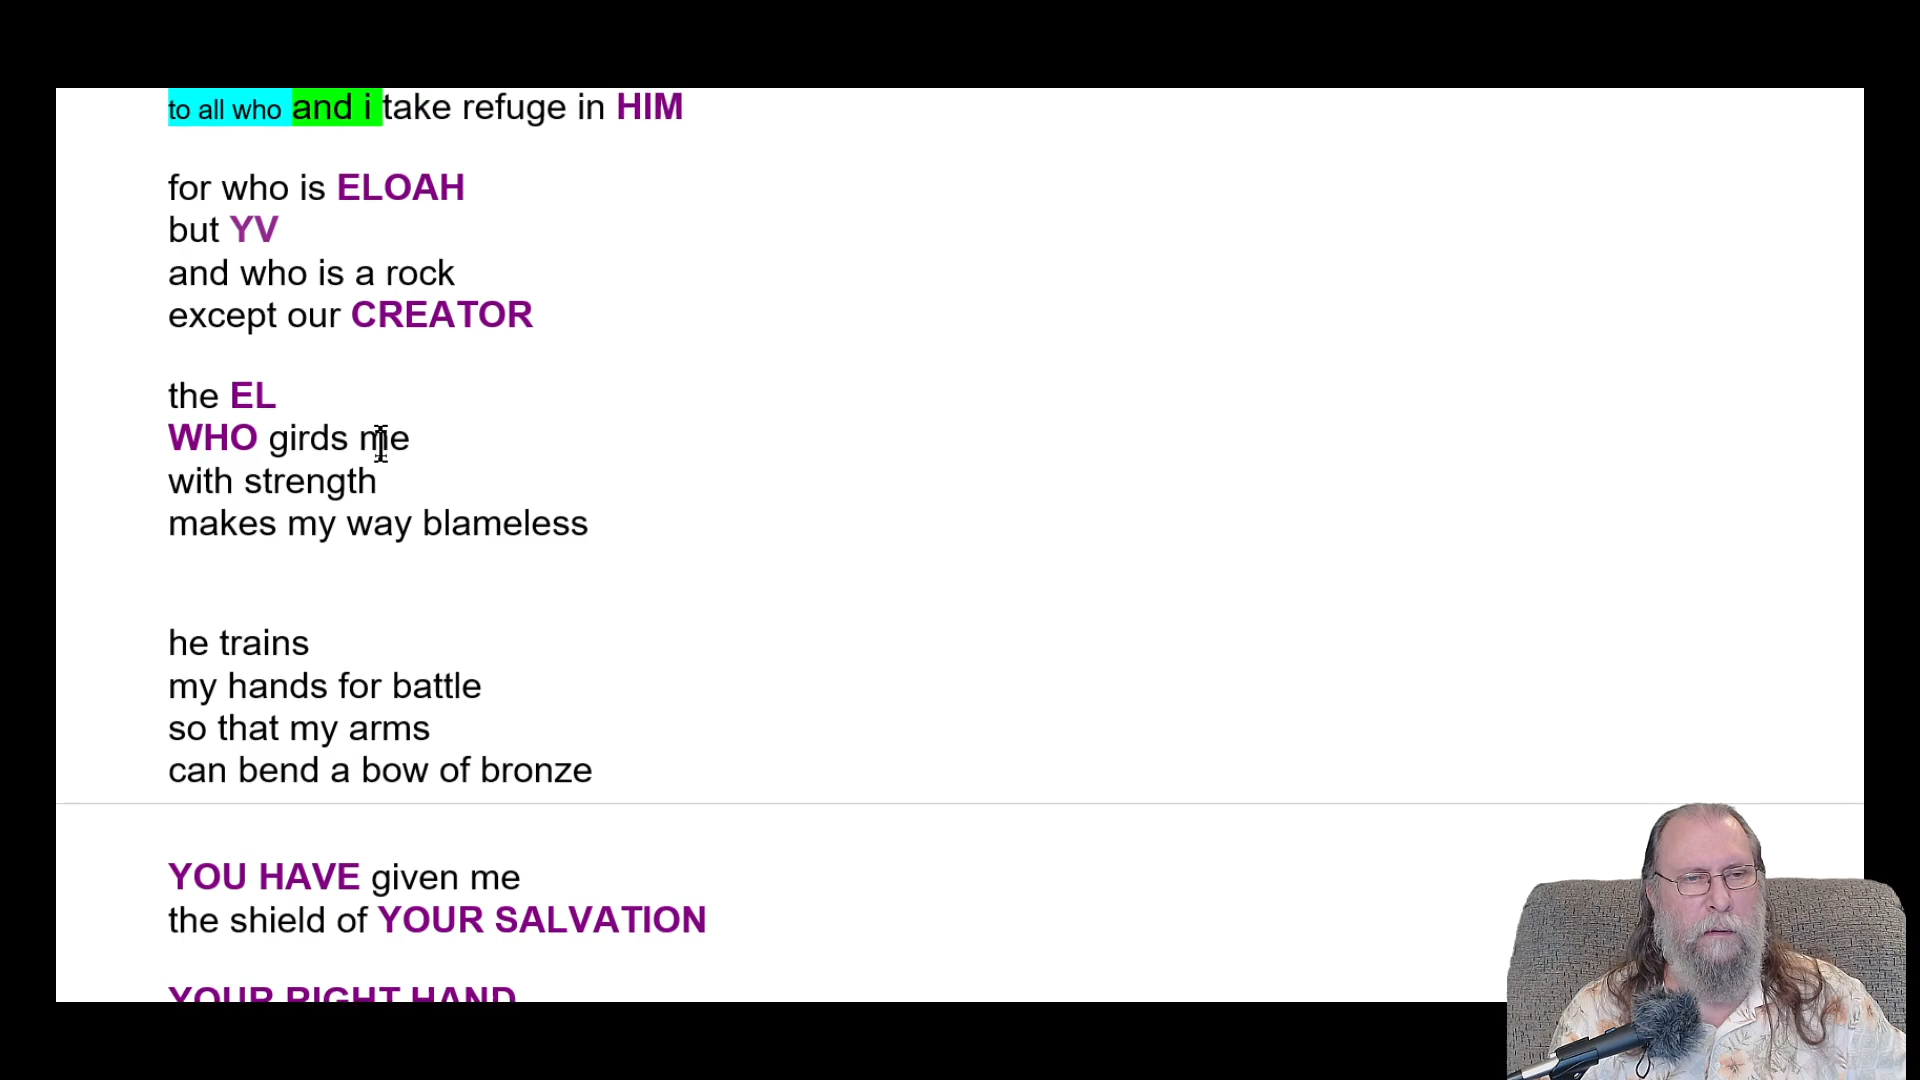 to all who and i take refuge in HIM
for who is ELOAH
but YV
and who is a rock
except our CREATOR
the EL
WHO girds me
with strength
makes my way blameless
he trains
my hands for battle
so that my arms
can bend a bow of bronze
YOU HAVE given me
the shield of YOUR SALVATION
YOUR RIGHT HAND